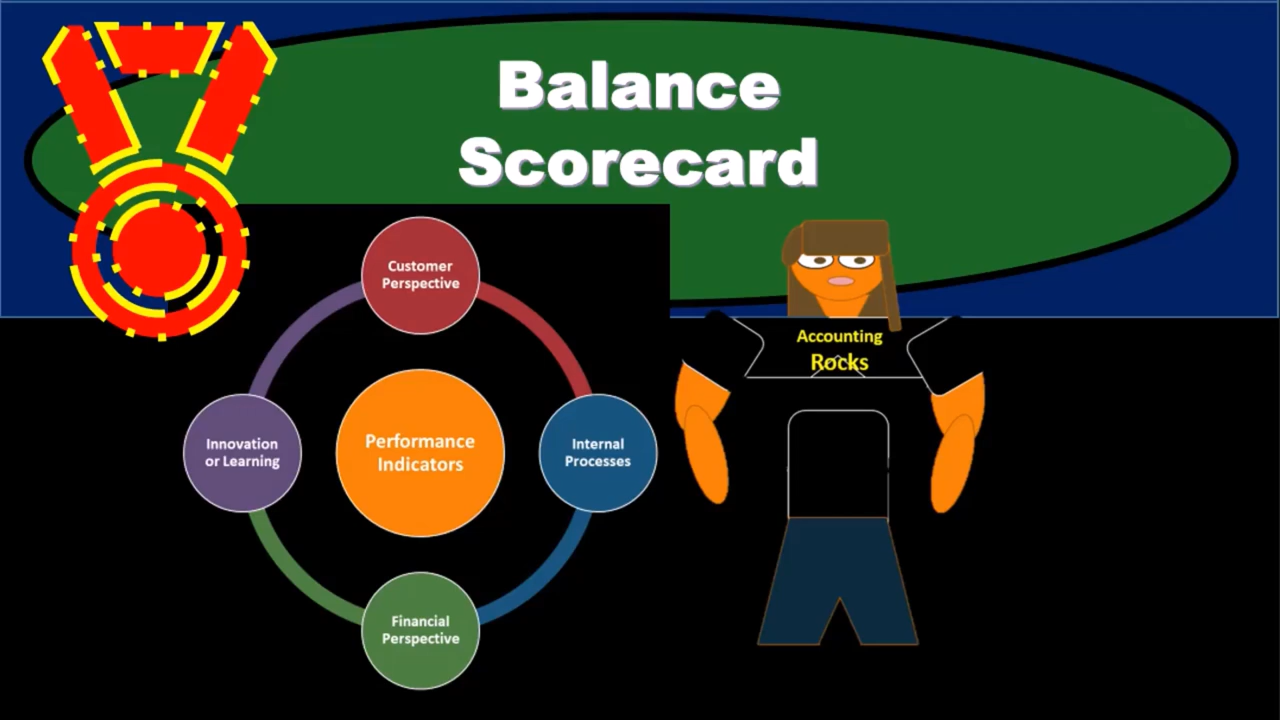 Balance
Scorecard
Customer
Perspective
Accounting
Rocks
Innovation
or Learning
Performance
Indicators
Internal
Processes
Financial
Perspective